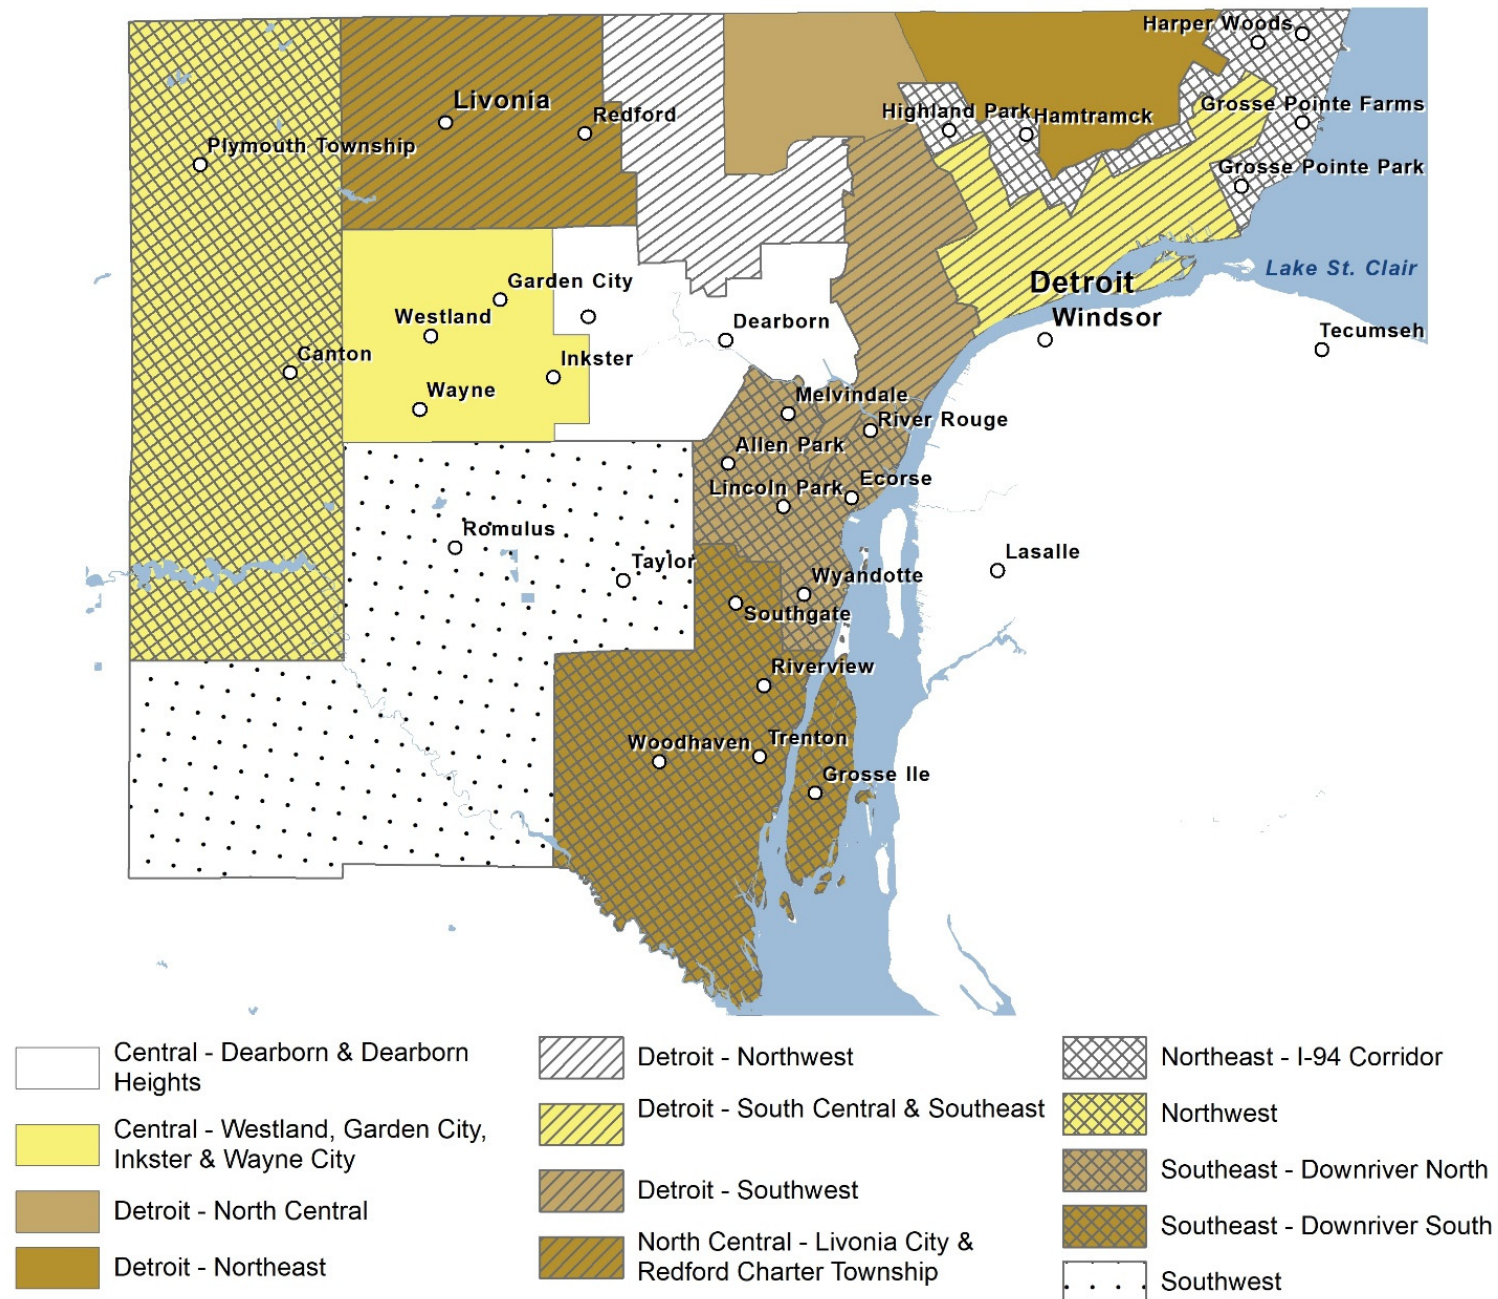 Harper Woods
Livonia
Redford
Highland Park
Hamtramck
Grosse Pointe Farms
Plymouth Township
Grosse Pointe Park
Garden City
Detroit
Lake St. Clair
Westland
Dearborn
Windsor
Tecumseh
Canton
Inkster
Wayne
Melvindale
River Rouge
Allen Park
Lincoln Park
Ecorse
Romulus
Taylor
Lasalle
Wyandotte
Southgate
Riverview
Woodhaven
Trenton
Grosse Ile
Central - Dearborn & Dearborn
Heights
Central - Westland, Garden City,
Inkster & Wayne City
Detroit - North Central
Detroit - Northeast
Detroit - Northwest
Detroit - South Central & Southeast
Detroit - Southwest
North Central - Livonia City &
Redford Charter Township
Northeast - I-94 Corridor
Northwest
Southeast - Downriver North
Southeast - Downriver South
Southwest